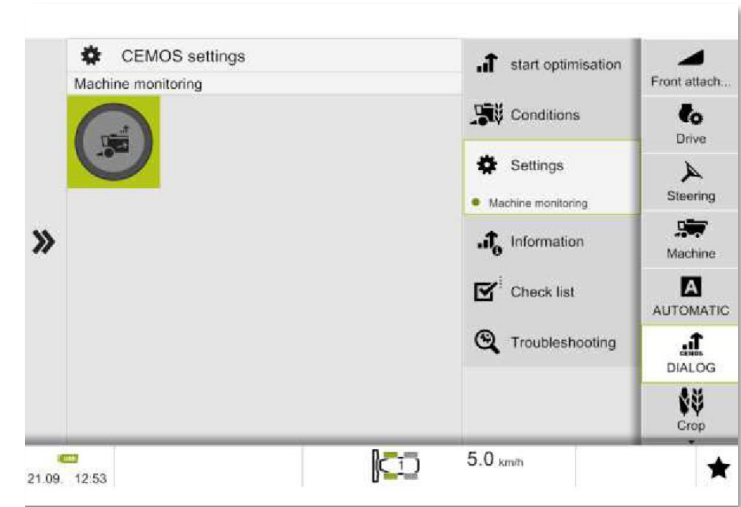 CEMOS settings
Machine monitoring
start optimisation
Conditions
Settings
Machine monitoring
Information
Check list
Troubleshooting
Front attach...
Drive
Steering
Machine
A
AUTOMATIC
CEMOS
DIALOG
Crop
21.09. 12:53
1
5.0 km/h